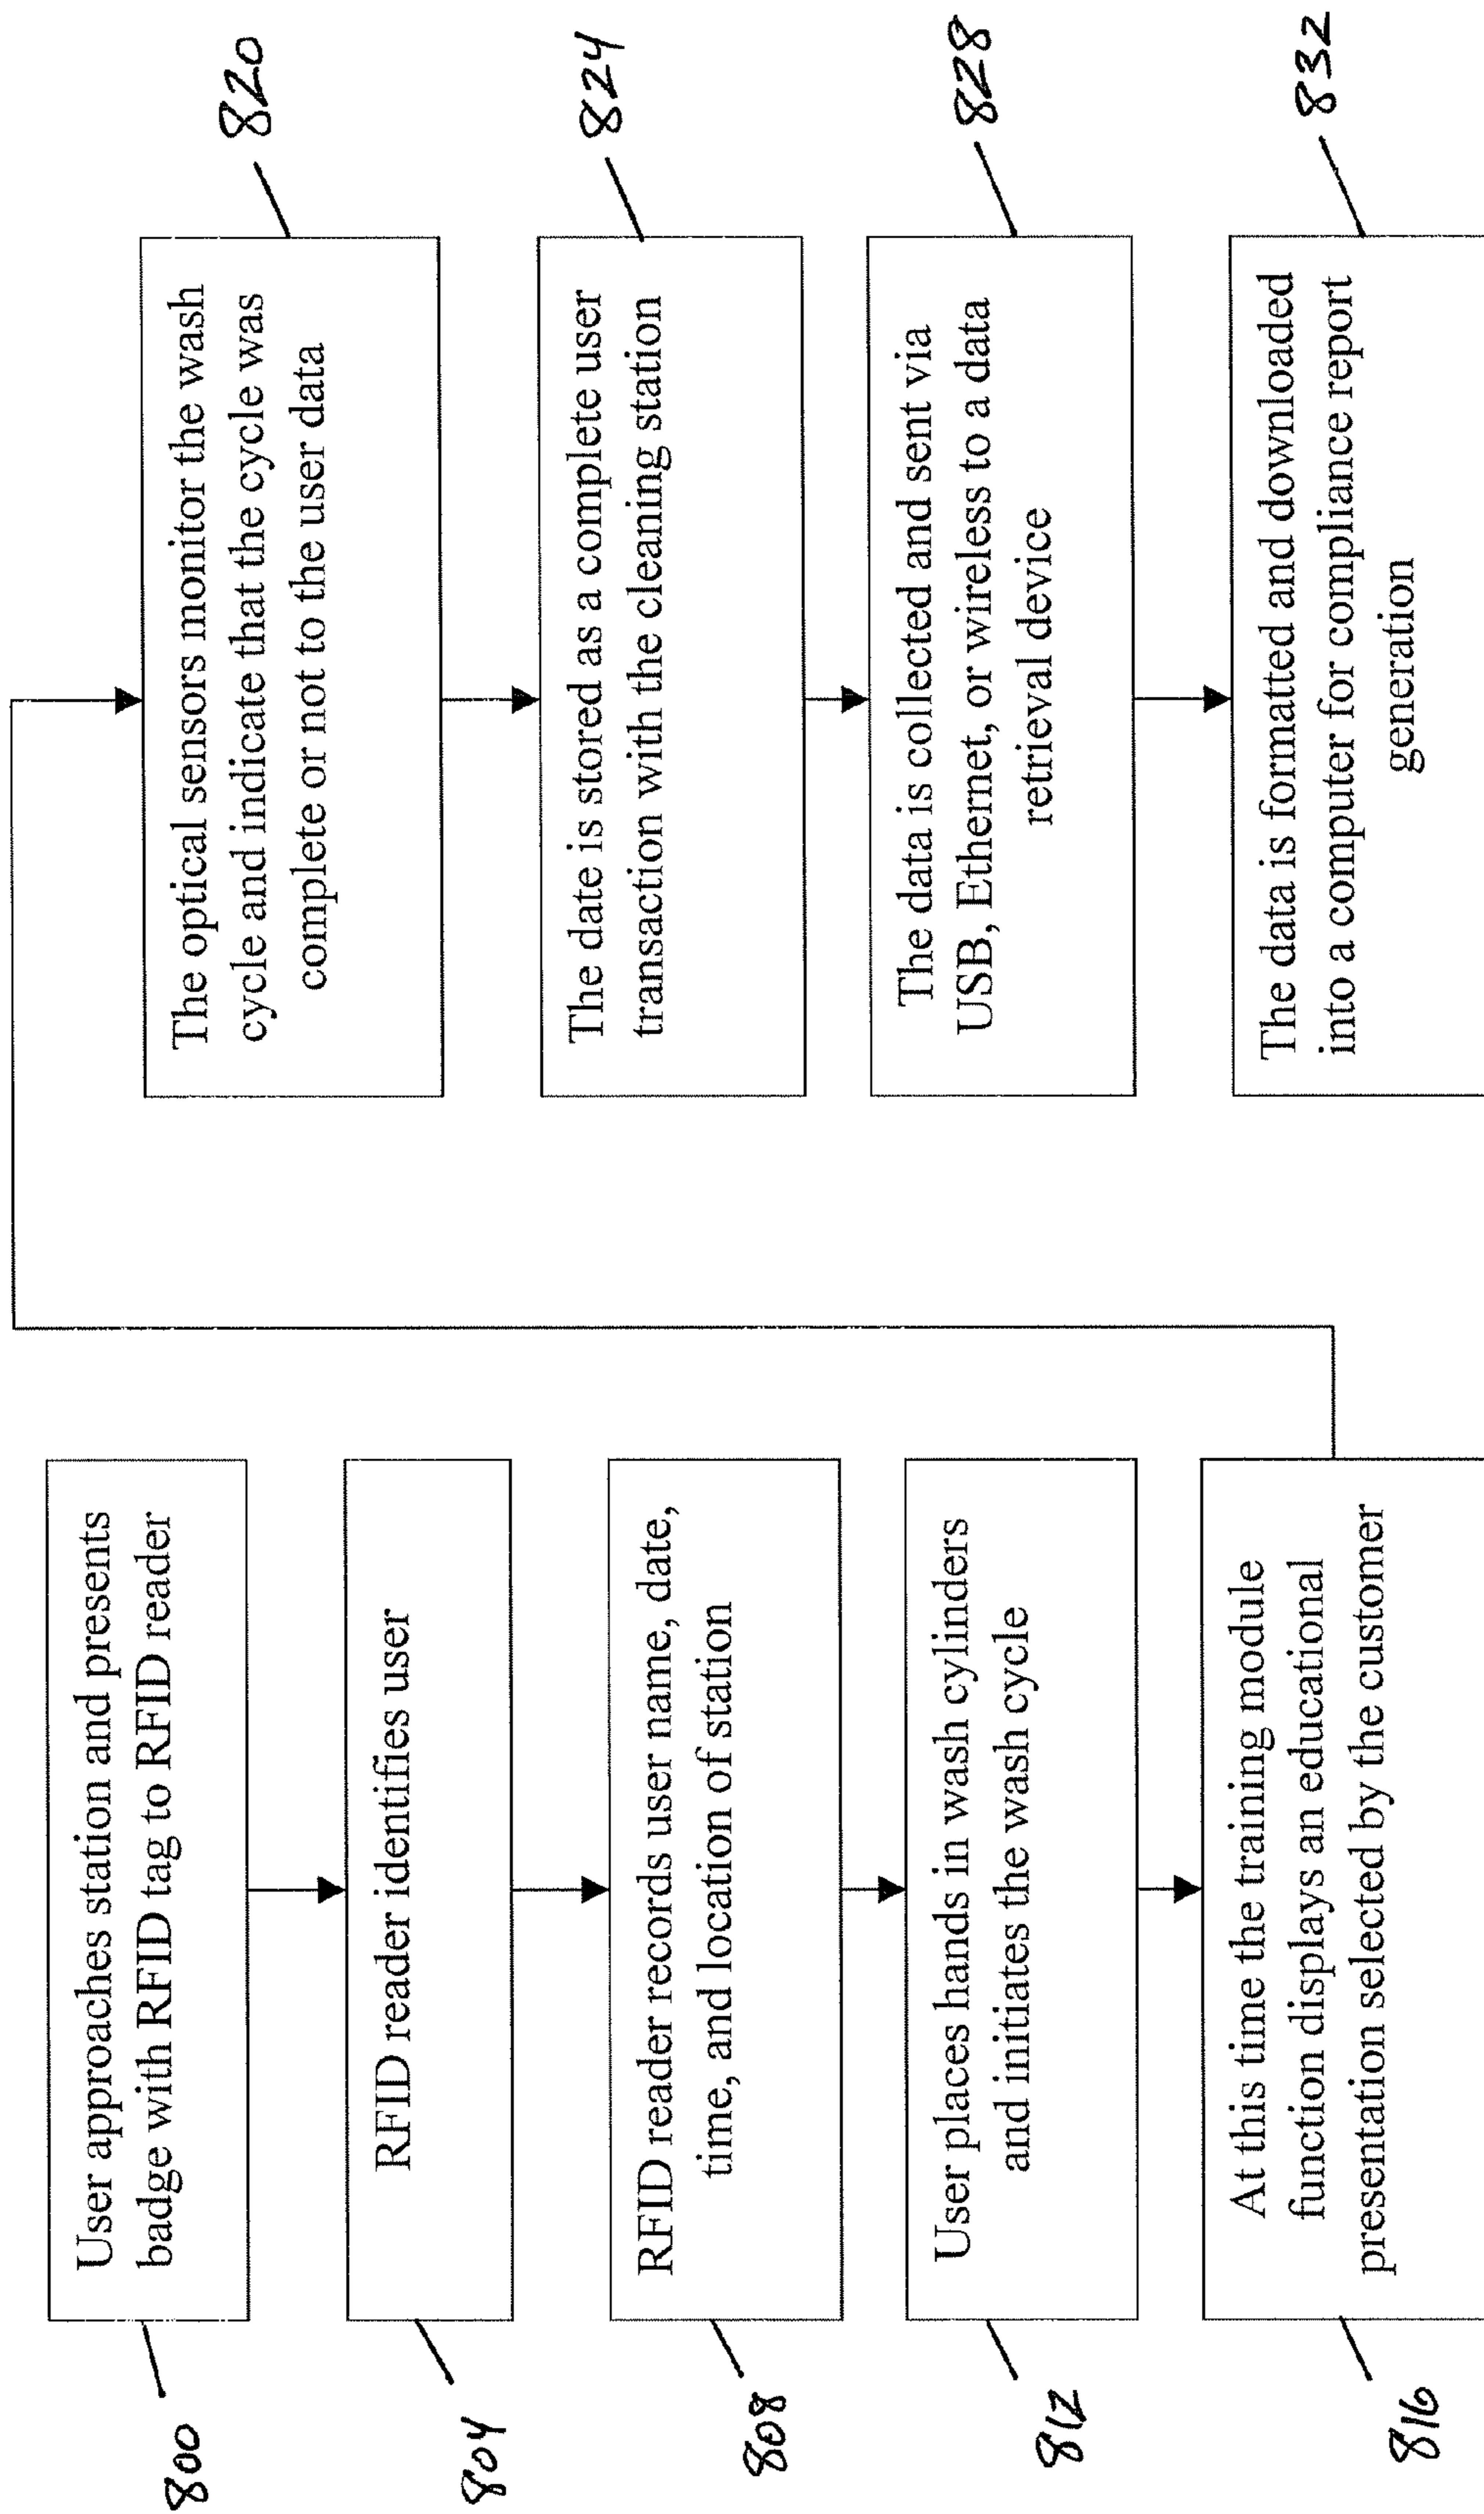 User approaches station and presents
badge with RFID tag to RFID reader
800
RFID reader identifies user
804
RFID reader records user name, date,
time, and location of station
808
User places hands in wash cylinders
and initiates the wash cycle
812
At this time the training module
function displays an educational
presentation selected by the customer
816
The optical sensors monitor the wash
cycle and indicate that the cycle was
complete or not to the user data
820
The date is stored as a complete user
transaction with the cleaning station
824
The data is collected and sent via
USB, Ethernet, or wireless to a data
retrieval device
828
The data is formatted and downloaded
into a computer for compliance report
generation
832